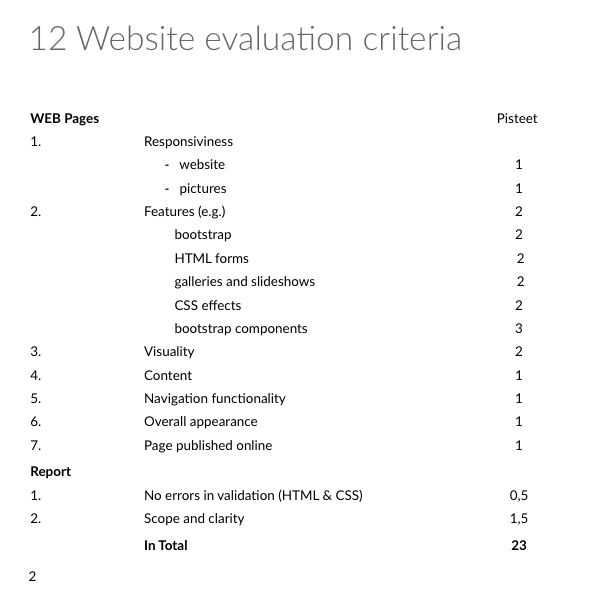 12 Website evaluation criteria
WEB Pages Pisteet
1. Responsiviness
- website 1
- pictures 1
2. Features (e.g.) 2
bootstrap 2
HTML forms 2
galleries and slideshows 2
CSS effects 2
bootstrap components 3
3. Visuality 2
4. Content 1
5. Navigation functionality 1
6. Overall appearance 1
7. Page published online 1
Report
1. No errors in validation (HTML & CSS) 0,5
2. Scope and clarity 1,5
In Total 23
2